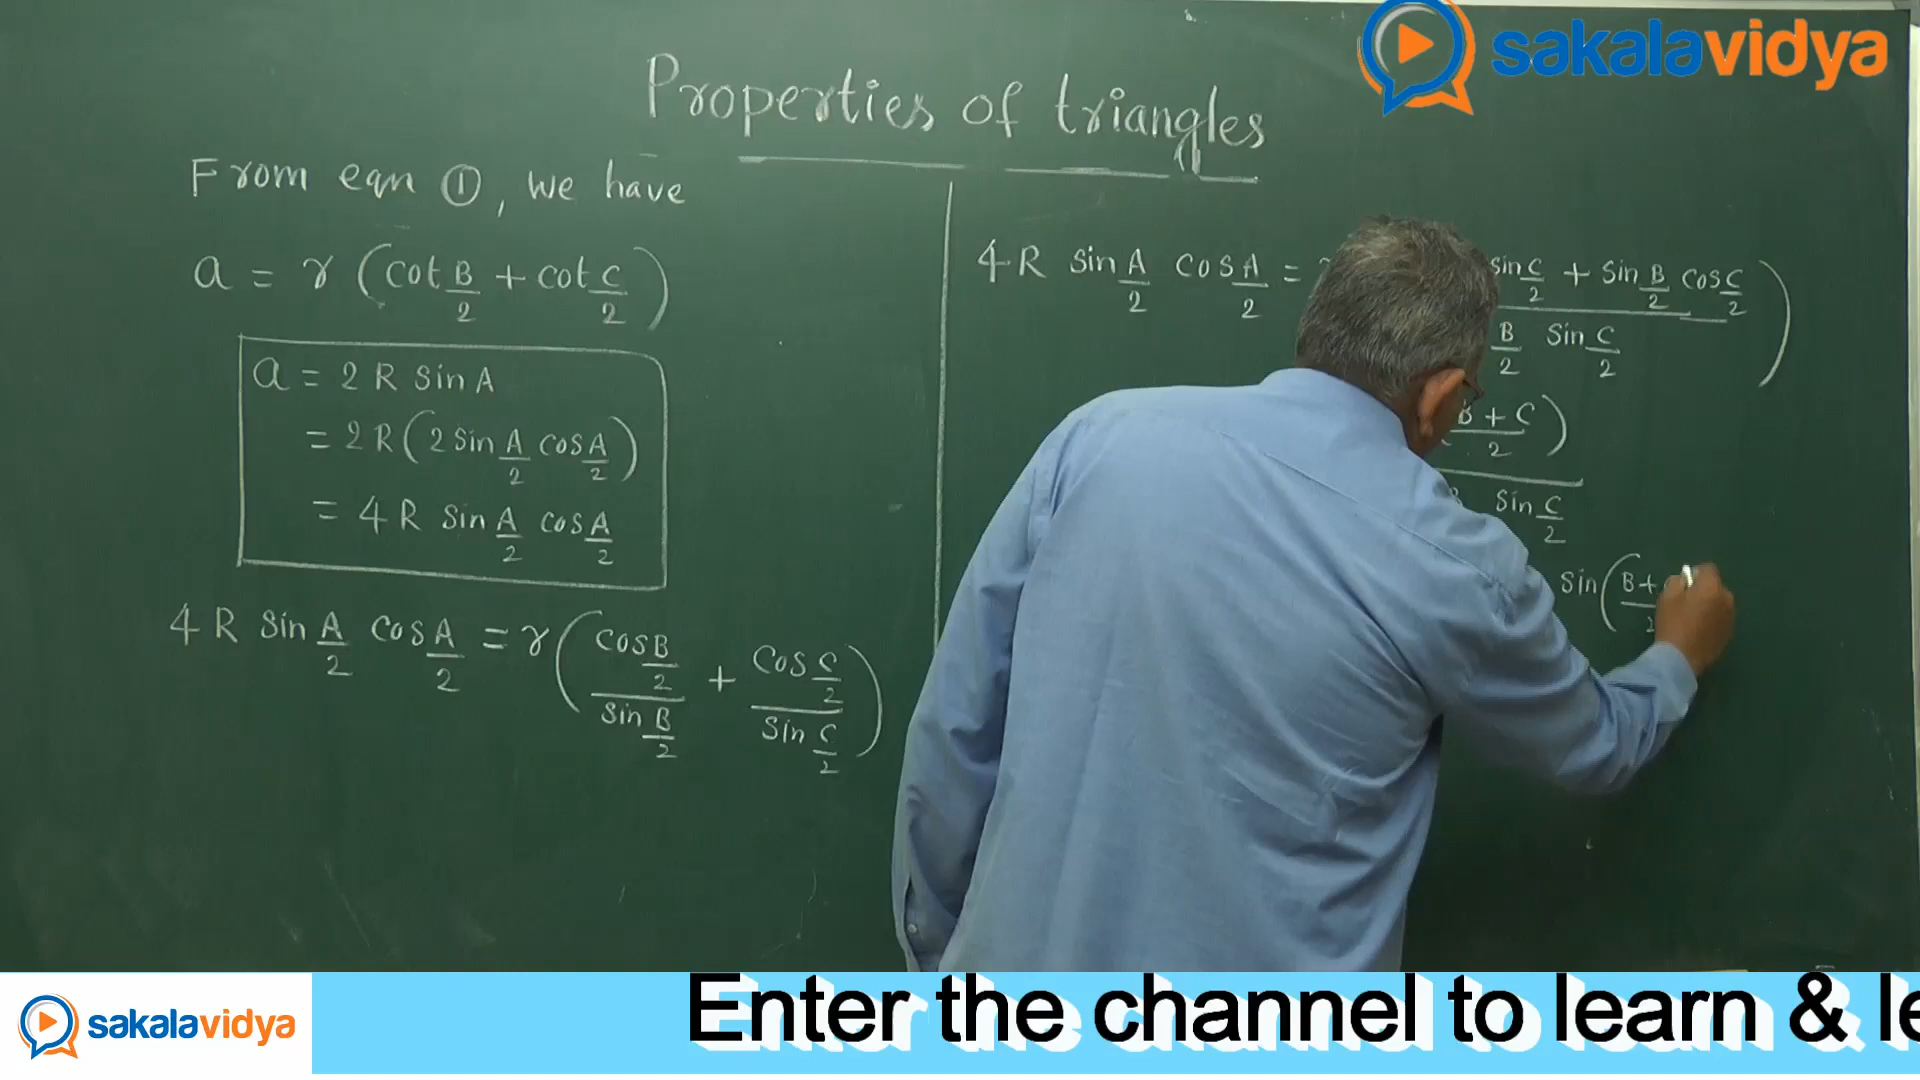 sakalavidya
Properties of triangles
From eqn ①, we have
a = r (cot B/2 + cot C/2)
a = 2 R sin A
= 2 R (2 sin A/2 cos A/2)
= 4 R sin A/2 cos A/2
4 R sin A/2 cos A/2 = r (cos B/2 / sin B/2 + cos C/2 / sin C/2)
4 R sin A/2 cos A/2 =
sin C/2 + sin B/2 cos C/2)
B/2 sin C/2
B + C / 2)
sin C/2
sin (B +
2
sakalavidya
Enter the channel to learn &